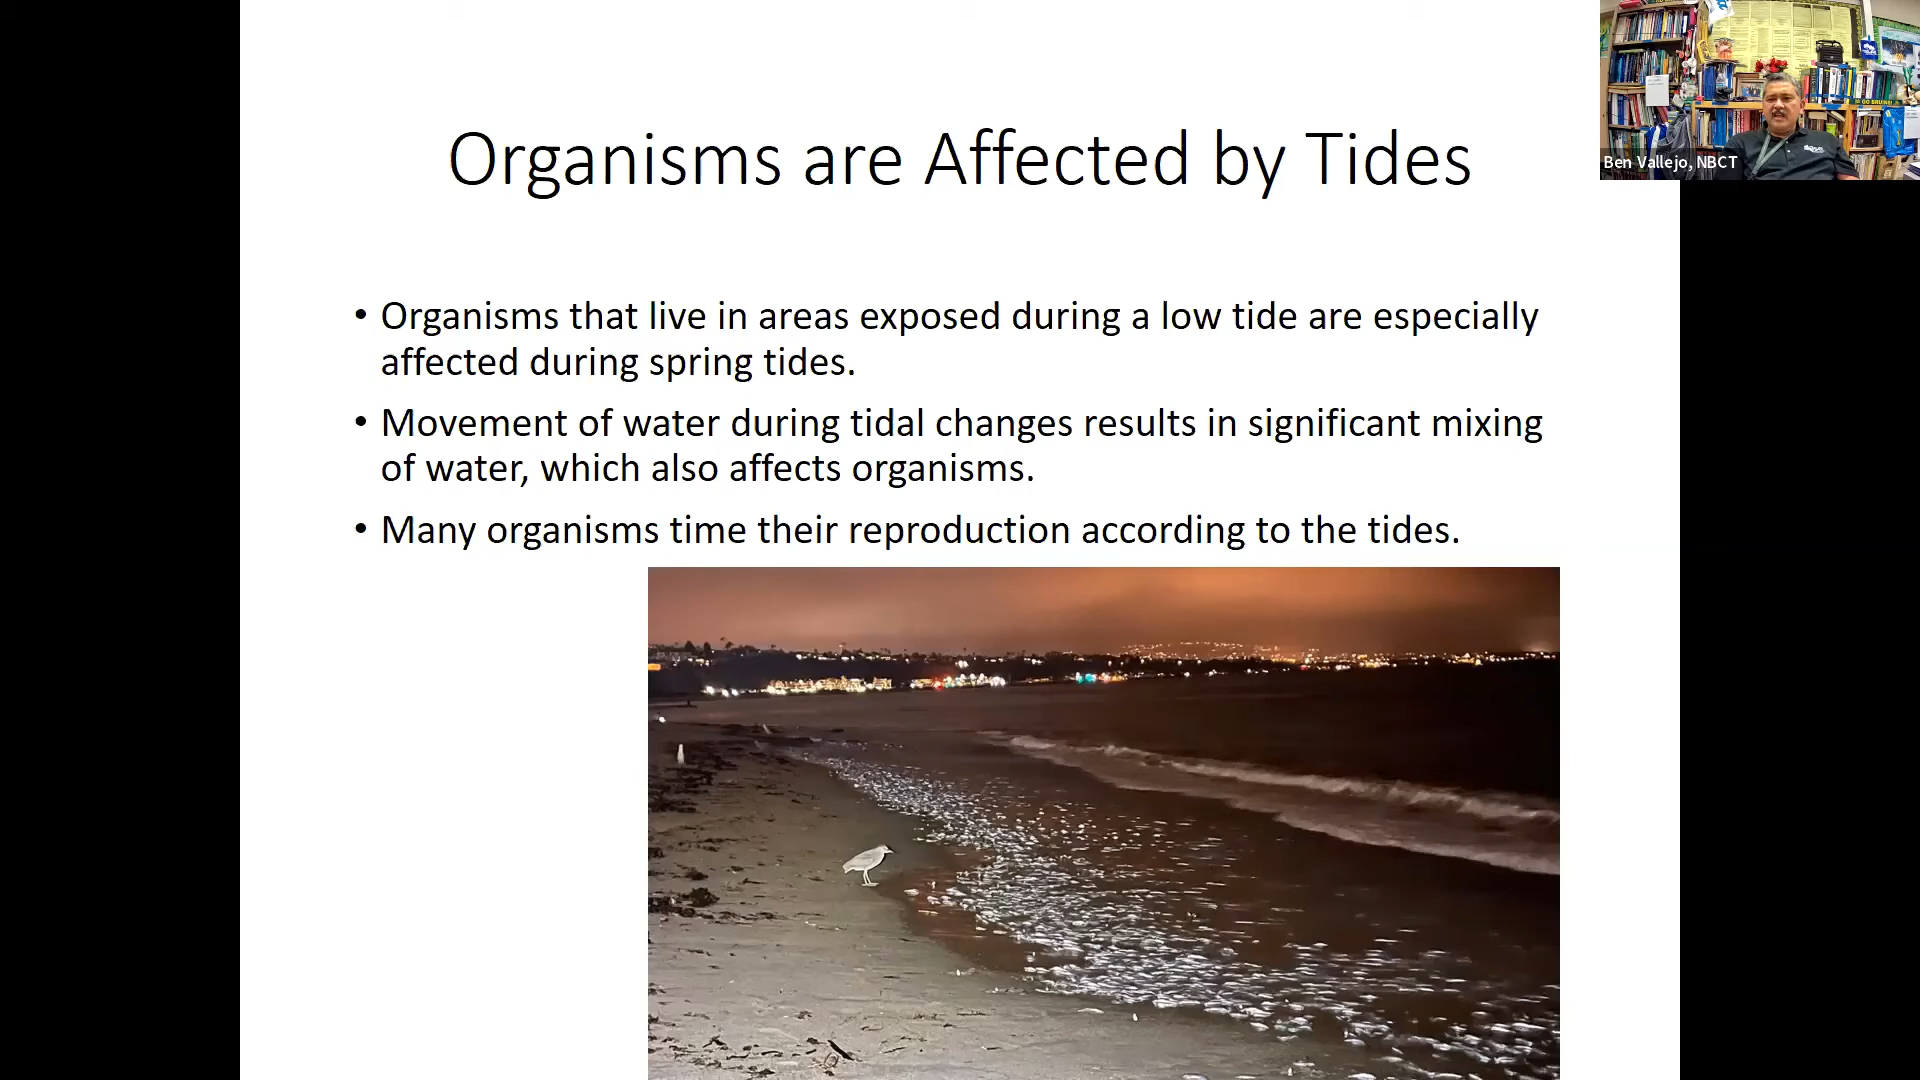 Organisms are Affected by Tides
• Organisms that live in areas exposed during a low tide are especially
affected during spring tides.
• Movement of water during tidal changes results in significant mixing
of water, which also affects organisms.
• Many organisms time their reproduction according to the tides.
Ben Vallejo, NBCT
GO BRUINS!